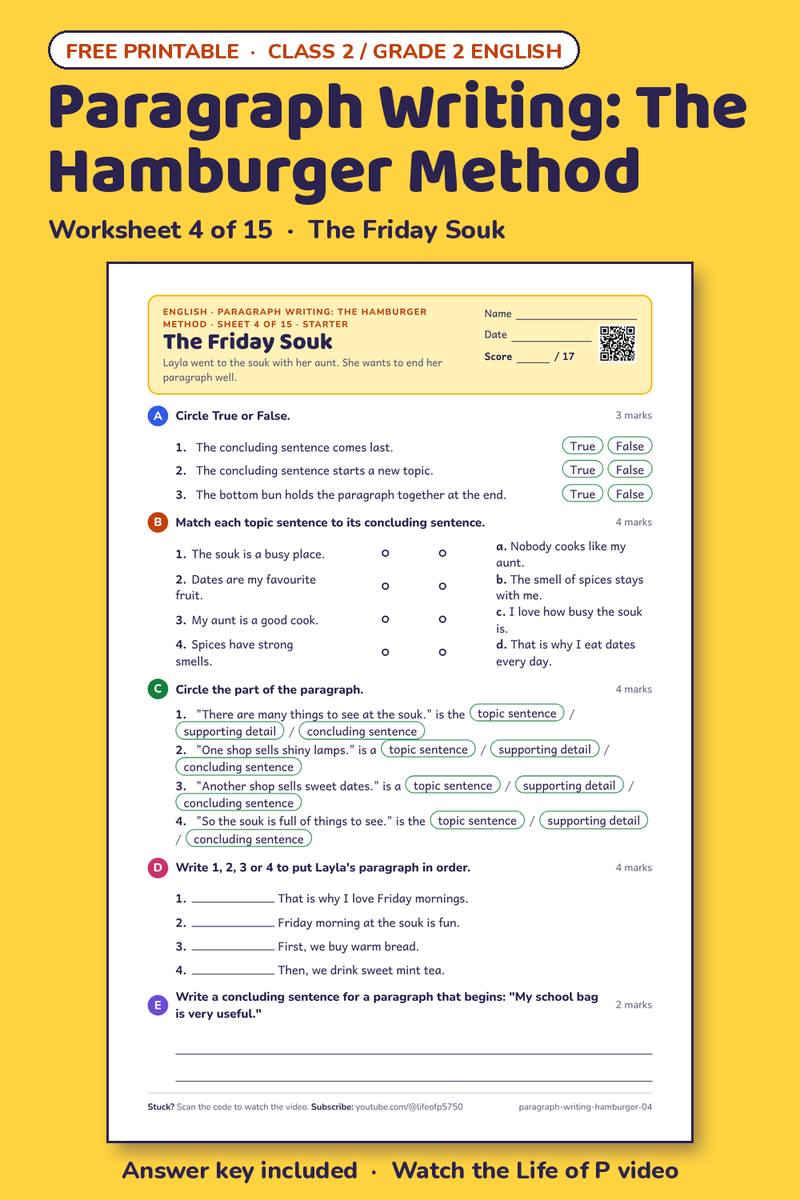 FREE PRINTABLE · CLASS 2 / GRADE 2 ENGLISH
Paragraph Writing: The
Hamburger Method
Worksheet 4 of 15 · The Friday Souk
ENGLISH · PARAGRAPH WRITING: THE HAMBURGER
METHOD · SHEET 4 OF 15 · STARTER
The Friday Souk
Layla went to the souk with her aunt. She wants to end her
paragraph well.
Name
Date
Score / 17
A Circle True or False. 3 marks
1. The concluding sentence comes last. True False
2. The concluding sentence starts a new topic. True False
3. The bottom bun holds the paragraph together at the end. True False
B Match each topic sentence to its concluding sentence. 4 marks
1. The souk is a busy place.
2. Dates are my favourite
fruit.
3. My aunt is a good cook.
4. Spices have strong
smells.
a. Nobody cooks like my
aunt.
b. The smell of spices stays
with me.
c. I love how busy the souk
is.
d. That is why I eat dates
every day.
C Circle the part of the paragraph. 4 marks
1. "There are many things to see at the souk." is the topic sentence /
supporting detail / concluding sentence
2. "One shop sells shiny lamps." is a topic sentence / supporting detail /
concluding sentence
3. "Another shop sells sweet dates." is a topic sentence / supporting detail /
concluding sentence
4. "So the souk is full of things to see." is the topic sentence / supporting detail
/ concluding sentence
D Write 1, 2, 3 or 4 to put Layla's paragraph in order. 4 marks
1. That is why I love Friday mornings.
2. Friday morning at the souk is fun.
3. First, we buy warm bread.
4. Then, we drink sweet mint tea.
E Write a concluding sentence for a paragraph that begins: "My school bag
is very useful." 2 marks
Stuck? Scan the code to watch the video. Subscribe: youtube.com/@lifeofp5750
paragraph-writing-hamburger-04
Answer key included · Watch the Life of P video